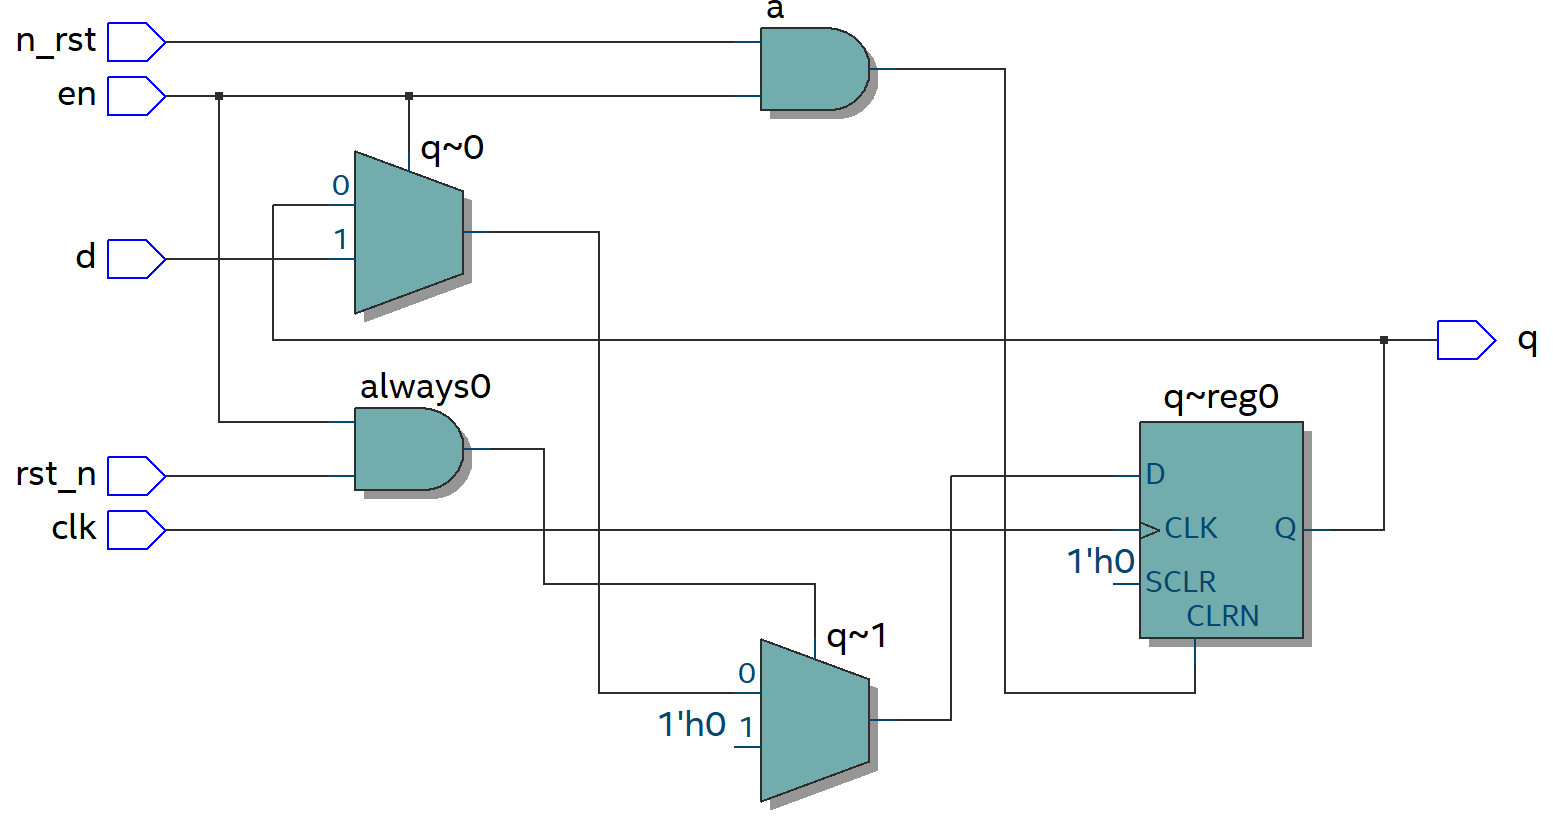 a
n_rst
en
q~0
0
1
d
q
always0
q~reg0
rst_n
D
clk
CLK
Q
1'h0
SCLR
CLRN
q~1
0
1'h0
1